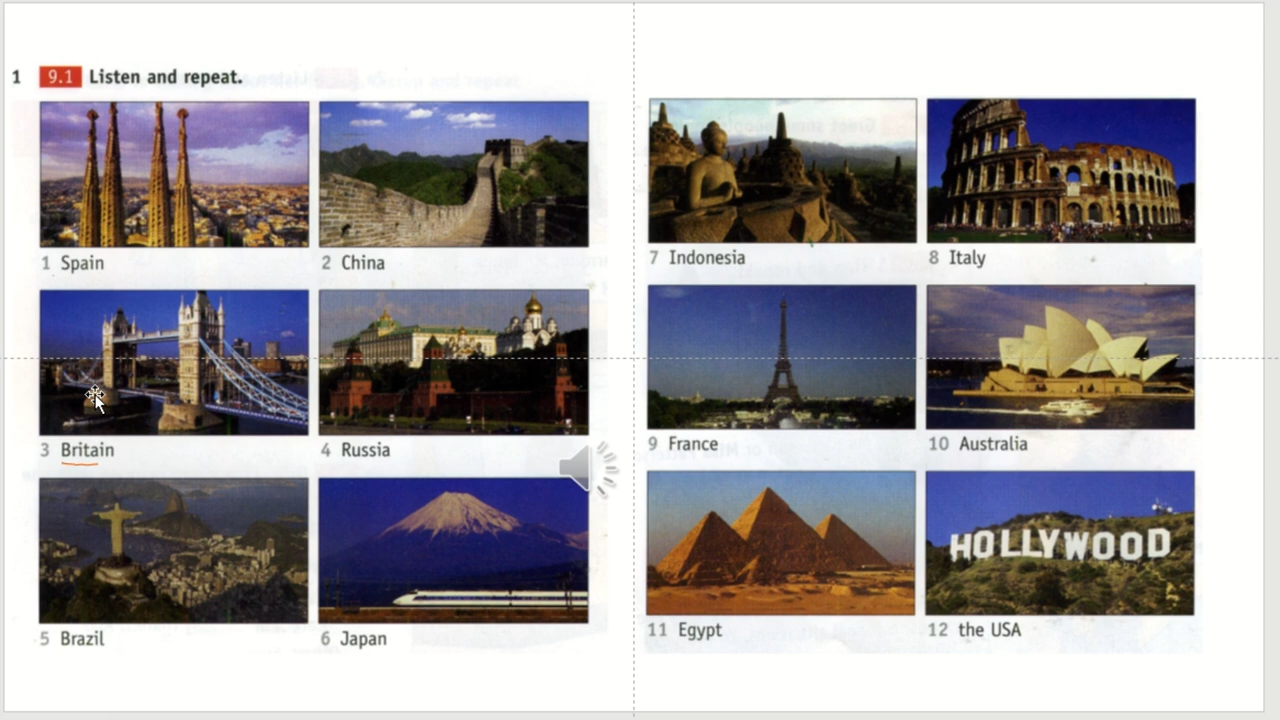 1 9.1 Listen and repeat.
1 Spain
2 China
3 Britain
4 Russia
5 Brazil
6 Japan
7 Indonesia
8 Italy
9 France
10 Australia
11 Egypt
HOLLYWOOD
12 the USA